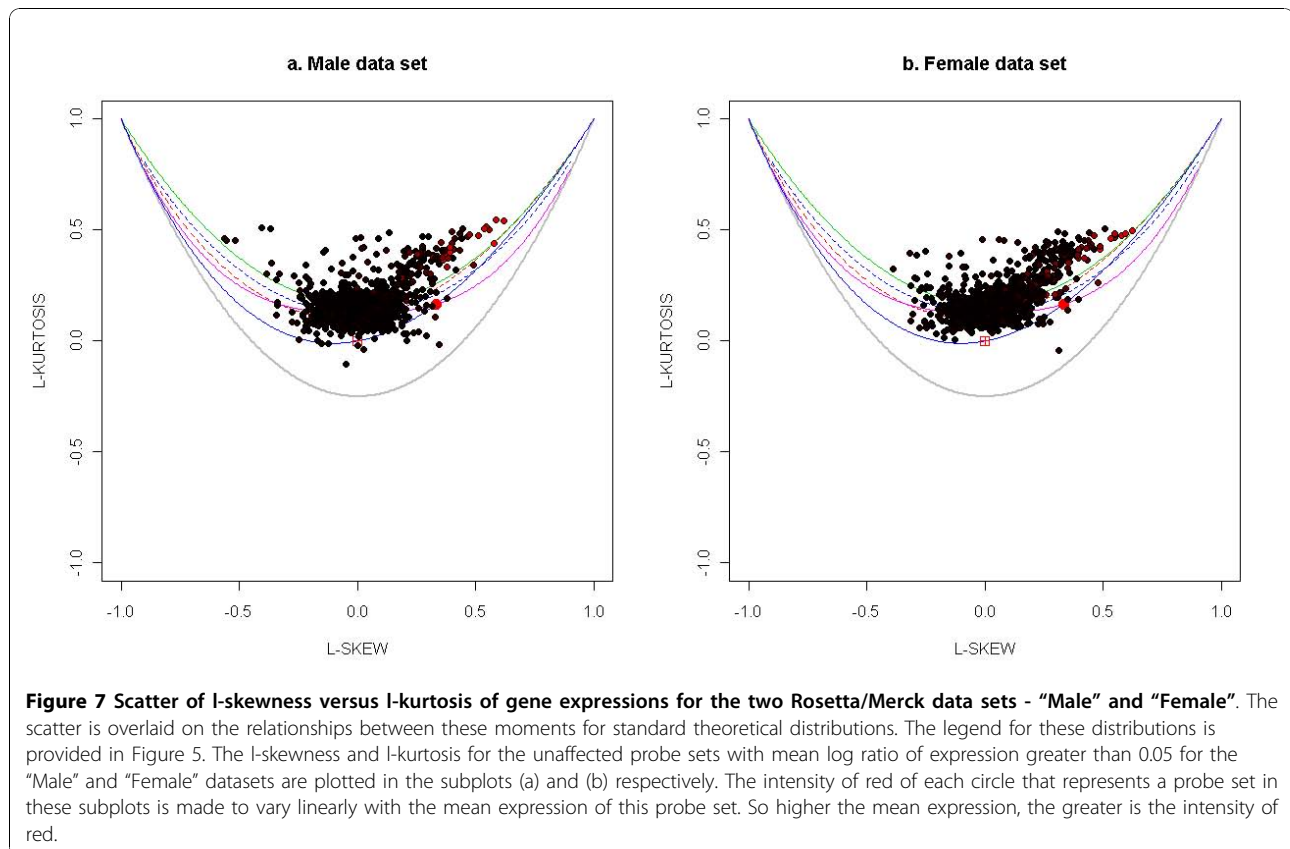 a. Male data set
b. Female data set
L-KURTOSIS
1.0
0.5
0.0
-0.5
-1.0
-1.0
-0.5
0.0
0.5
1.0
L-SKEW
L-KURTOSIS
1.0
0.5
0.0
-0.5
-1.0
-1.0
-0.5
0.0
0.5
1.0
L-SKEW
Figure 7 Scatter of l-skewness versus l-kurtosis of gene expressions for the two Rosetta/Merck data sets - “Male” and “Female”. The
scatter is overlaid on the relationships between these moments for standard theoretical distributions. The legend for these distributions is
provided in Figure 5. The l-skewness and l-kurtosis for the unaffected probe sets with mean log ratio of expression greater than 0.05 for the
“Male” and “Female” datasets are plotted in the subplots (a) and (b) respectively. The intensity of red of each circle that represents a probe set in
these subplots is made to vary linearly with the mean expression of this probe set. So higher the mean expression, the greater is the intensity of
red.